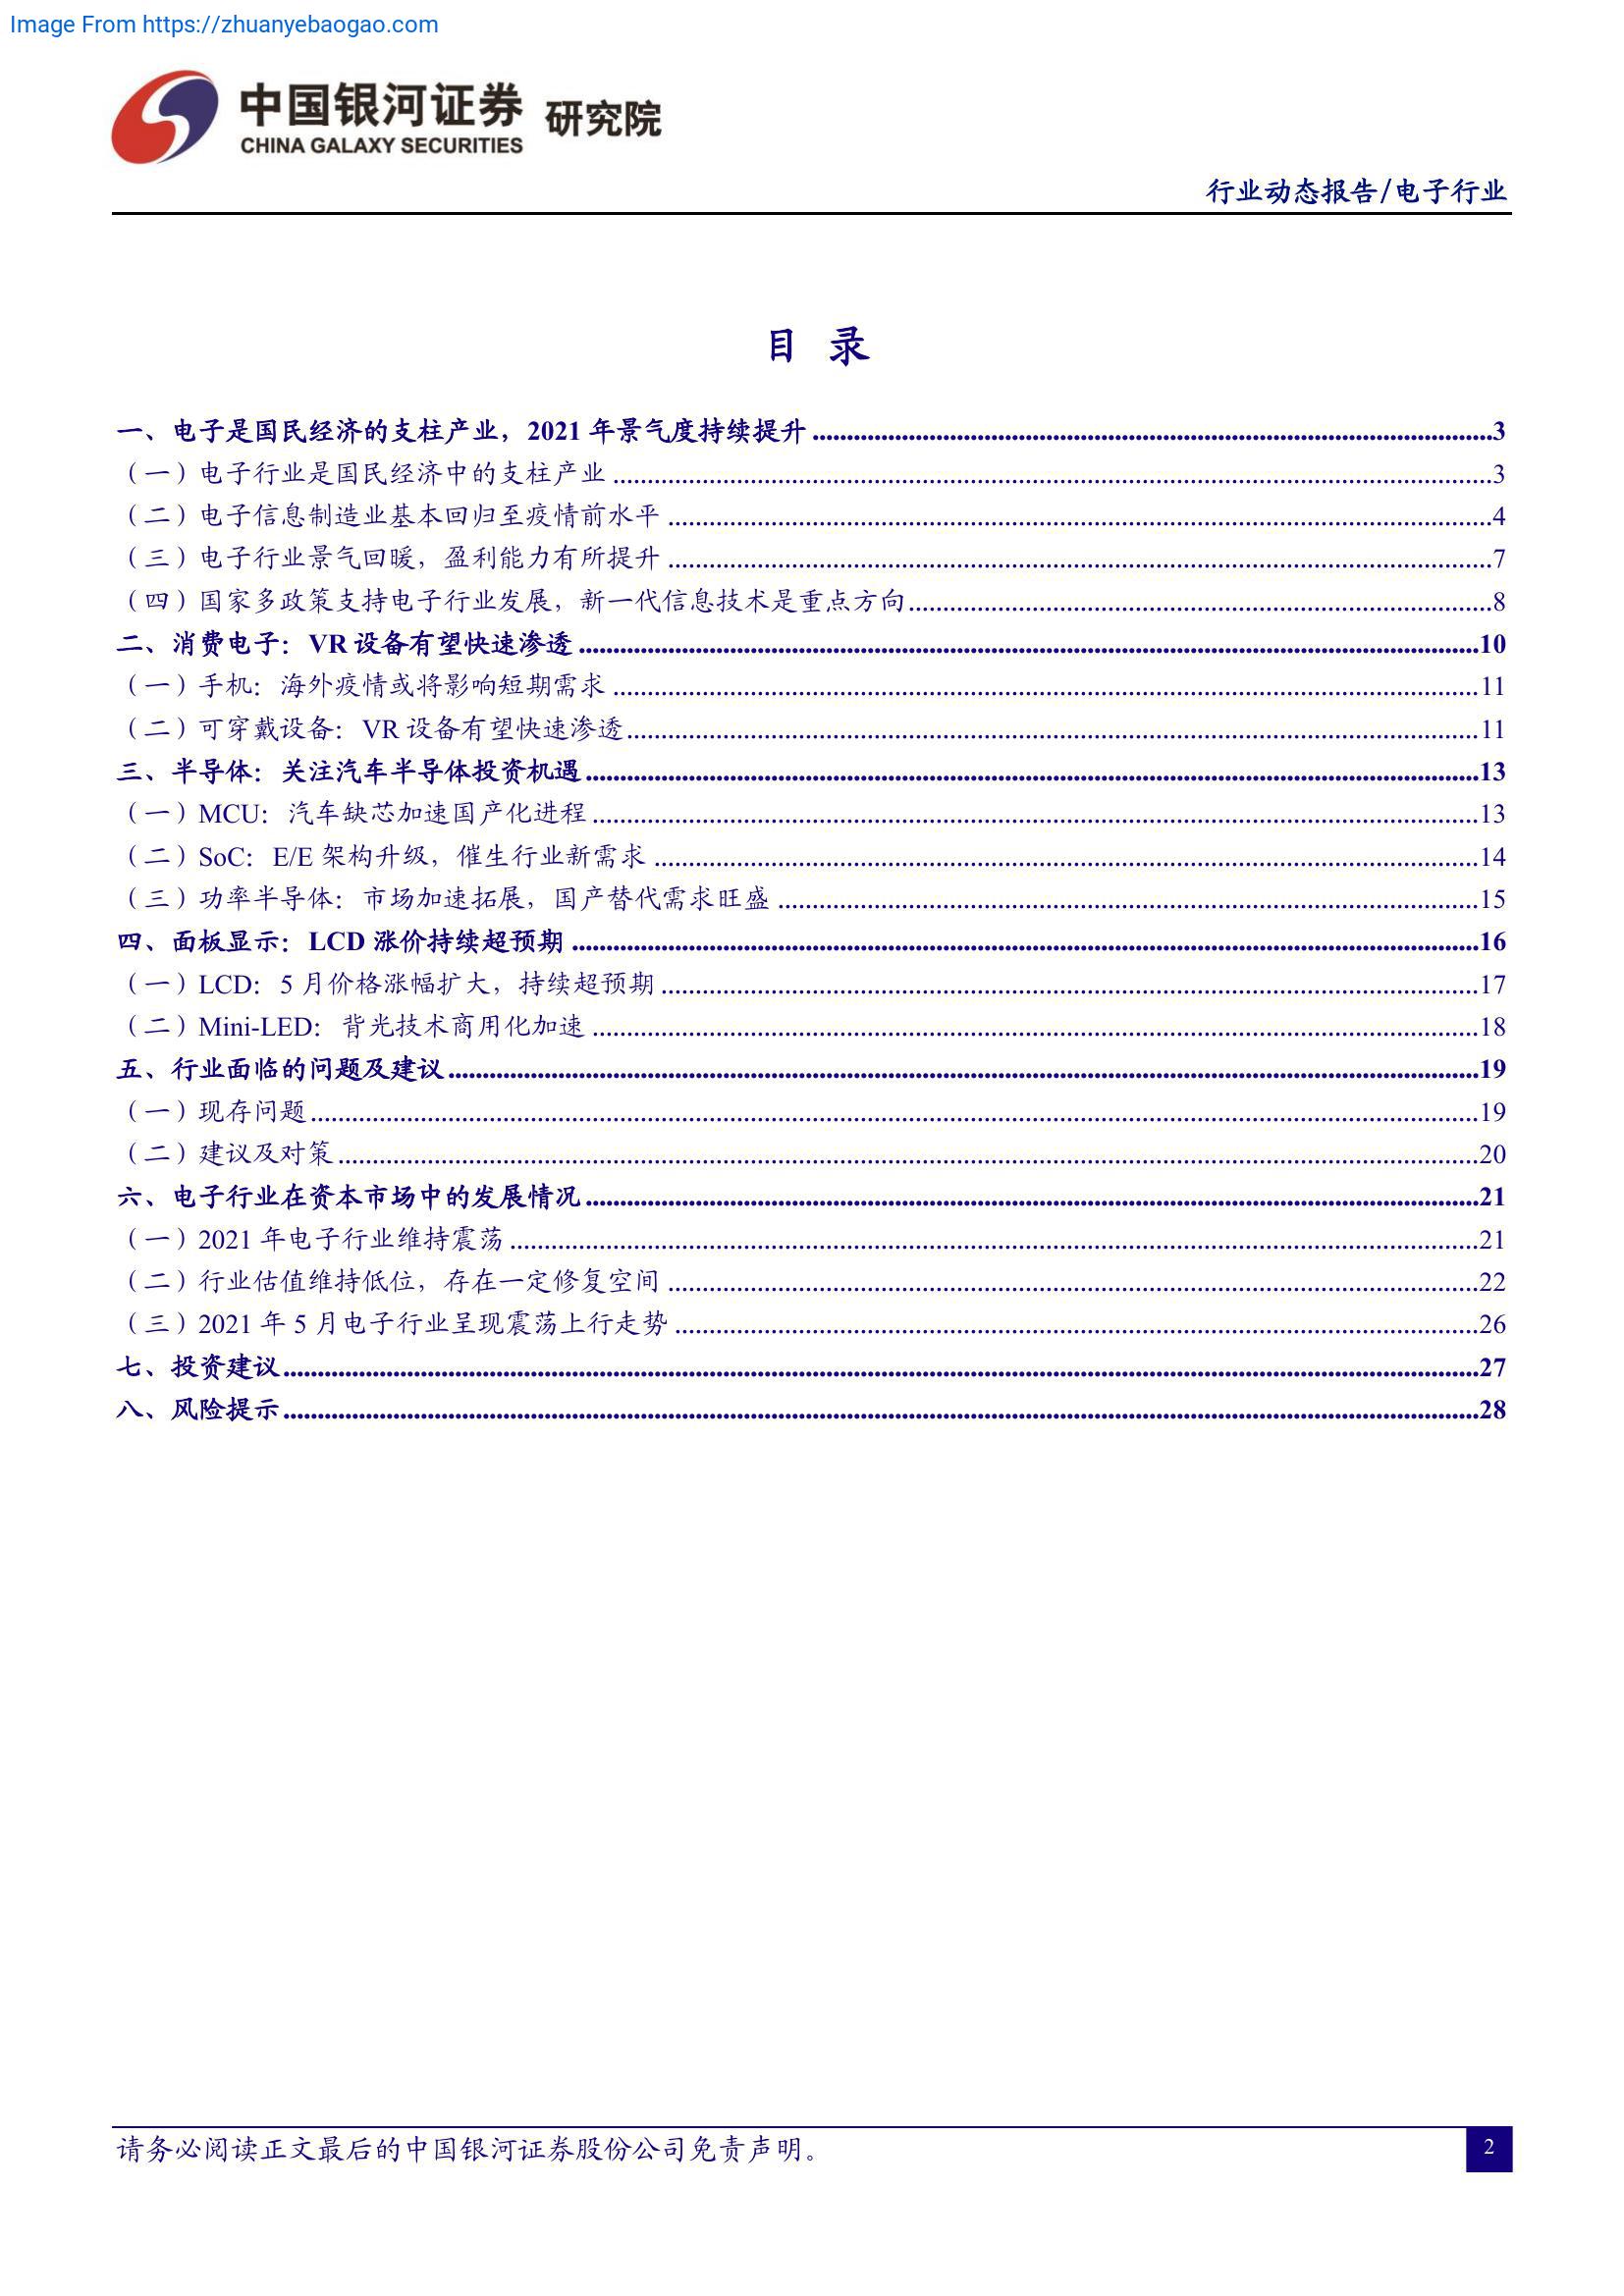 Image From https://zhuanyebaogao.com
中国银河证券 研究院
CHINA GALAXY SECURITIES
行业动态报告/电子行业
目 录
一、电子是国民经济的支柱产业，2021 年景气度持续提升 3
（一）电子行业是国民经济中的支柱产业 3
（二）电子信息制造业基本回归至疫情前水平 4
（三）电子行业景气回暖，盈利能力有所提升 7
（四）国家多政策支持电子行业发展，新一代信息技术是重点方向 8
二、消费电子：VR 设备有望快速渗透 10
（一）手机：海外疫情或将影响短期需求 11
（二）可穿戴设备：VR 设备有望快速渗透 11
三、半导体：关注汽车半导体投资机遇 13
（一）MCU：汽车缺芯加速国产化进程 13
（二）SoC：E/E 架构升级，催生行业新需求 14
（三）功率半导体：市场加速拓展，国产替代需求旺盛 15
四、面板显示：LCD 涨价持续超预期 16
（一）LCD：5 月价格涨幅扩大，持续超预期 17
（二）Mini-LED：背光技术商用化加速 18
五、行业面临的问题及建议 19
（一）现存问题 19
（二）建议及对策 20
六、电子行业在资本市场中的发展情况 21
（一）2021 年电子行业维持震荡 21
（二）行业估值维持低位，存在一定修复空间 22
（三）2021 年 5 月电子行业呈现震荡上行走势 26
七、投资建议 27
八、风险提示 28
请务必阅读正文最后的中国银河证券股份公司免责声明。
2